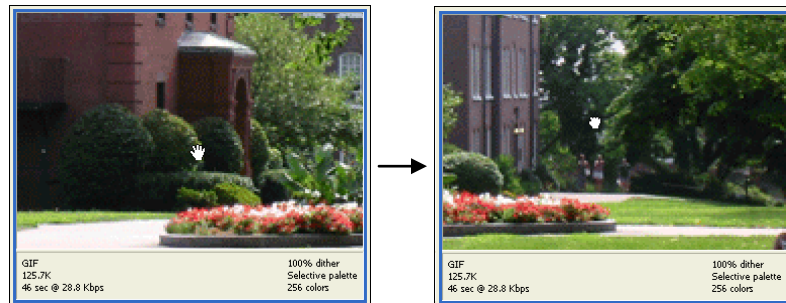 GIF
125.7K
46 sec @ 28.8 Kbps
100% dither
Selective palette
256 colors
GIF
125.7K
46 sec @ 28.8 Kbps
100% dither
Selective palette
256 colors